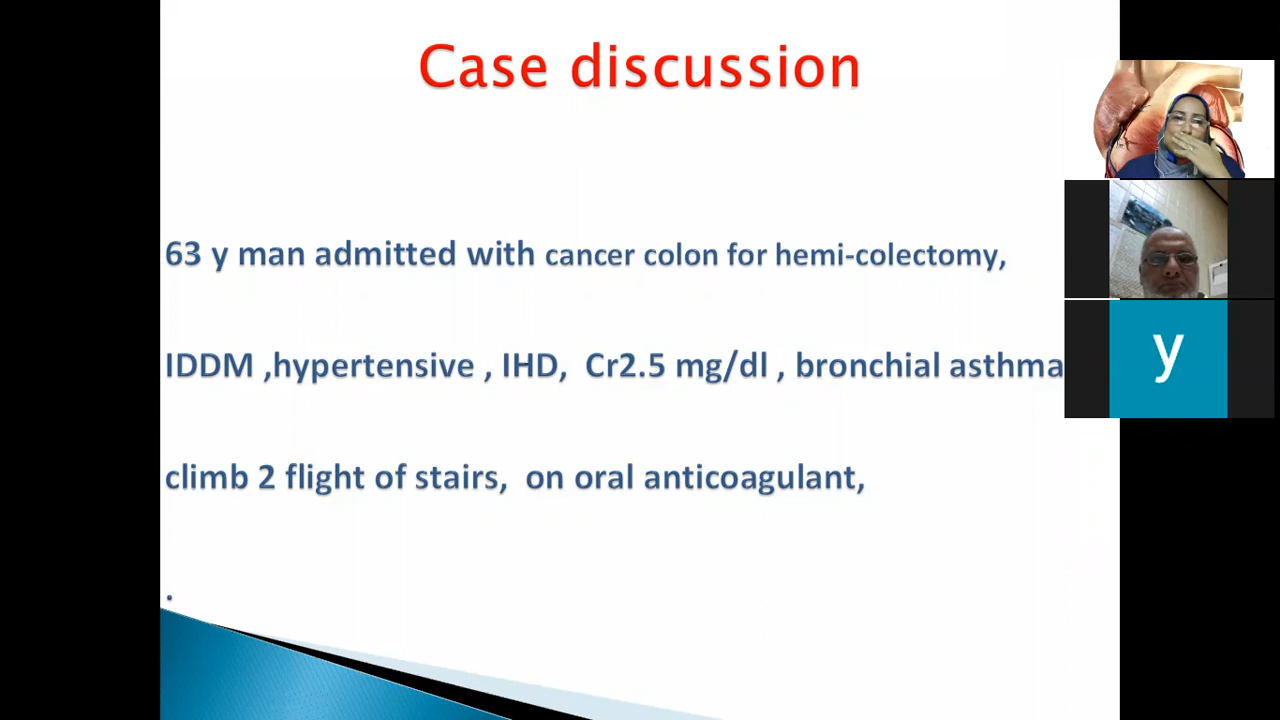 Case discussion
63 y man admitted with cancer colon for hemi-colectomy,
IDDM ,hypertensive , IHD, Cr2.5 mg/dl , bronchial asthma
climb 2 flight of stairs, on oral anticoagulant,
.
y